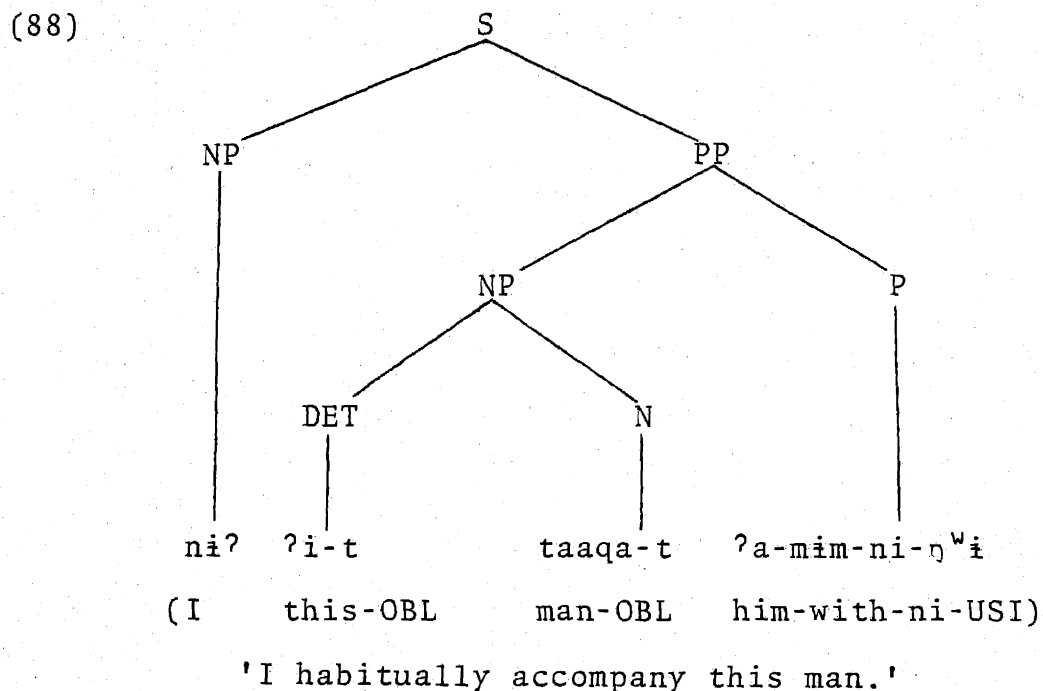 (88)
S
NP PP
NP P
DET N
nɨʔ ʔi-t taaqa-t ʔa-mɨm-ni-ŋʷɨ
(I this-OBL man-OBL him-with-ni-USI)
'I habitually accompany this man.'